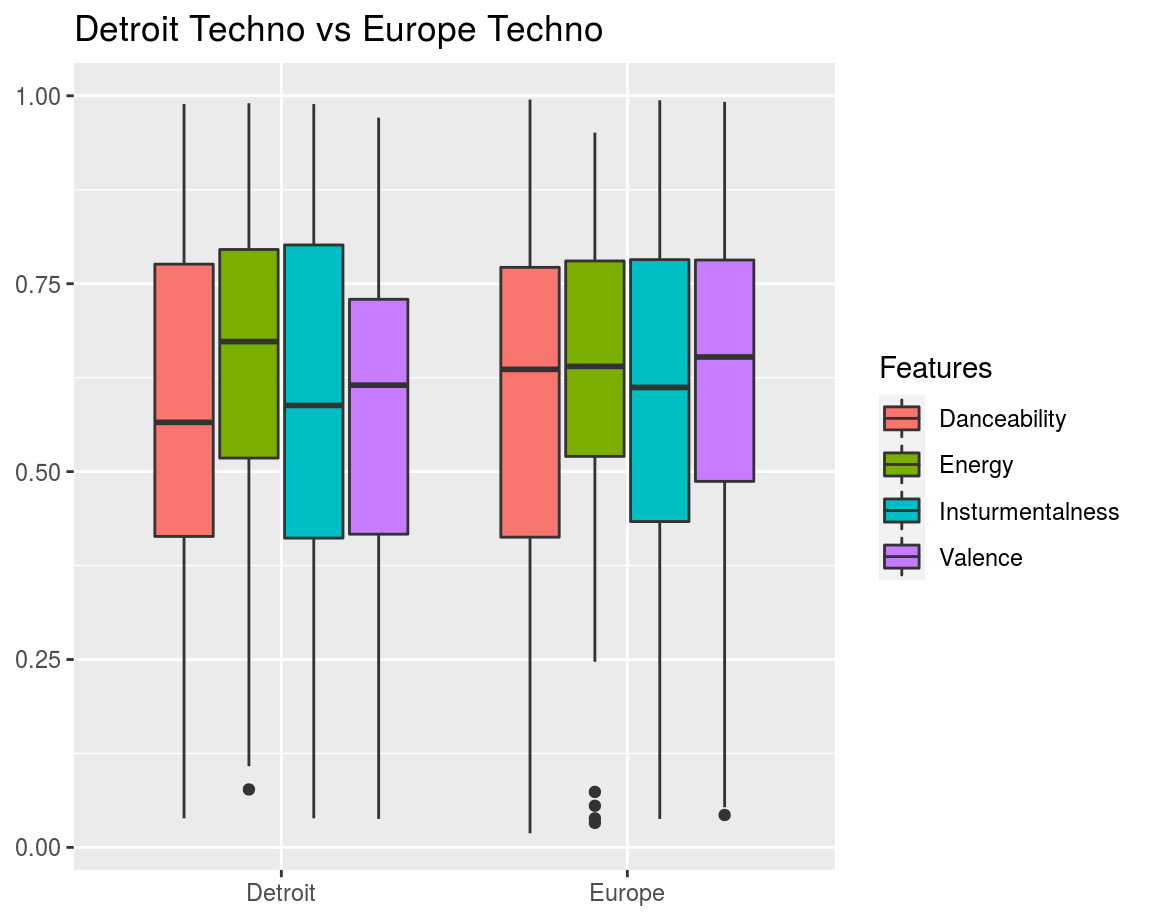 Detroit Techno vs Europe Techno
1.00
0.75
0.50
0.25
0.00
Detroit
Europe
Features
Danceability
Energy
Insturmentalness
Valence